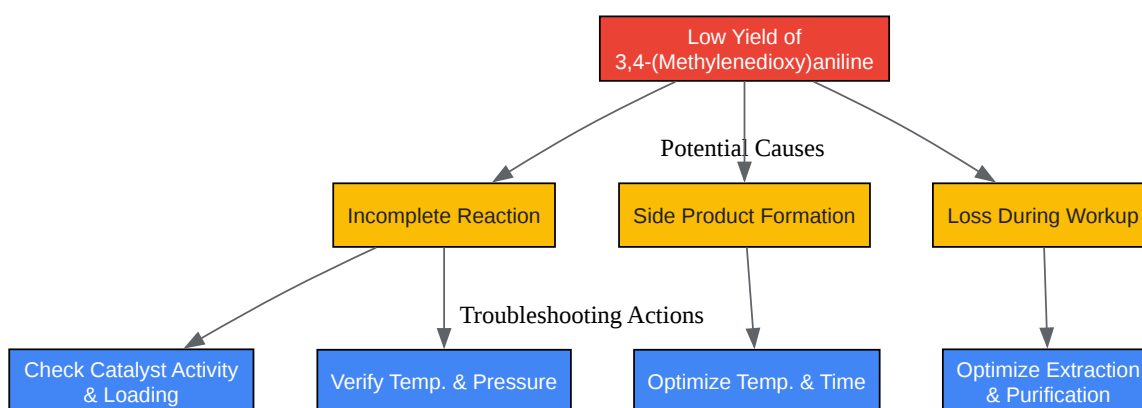 Low Yield of
3,4-(Methylenedioxy)aniline
Potential Causes
Incomplete Reaction
Side Product Formation
Loss During Workup
Troubleshooting Actions
Check Catalyst Activity
& Loading
Verify Temp. & Pressure
Optimize Temp. & Time
Optimize Extraction
& Purification